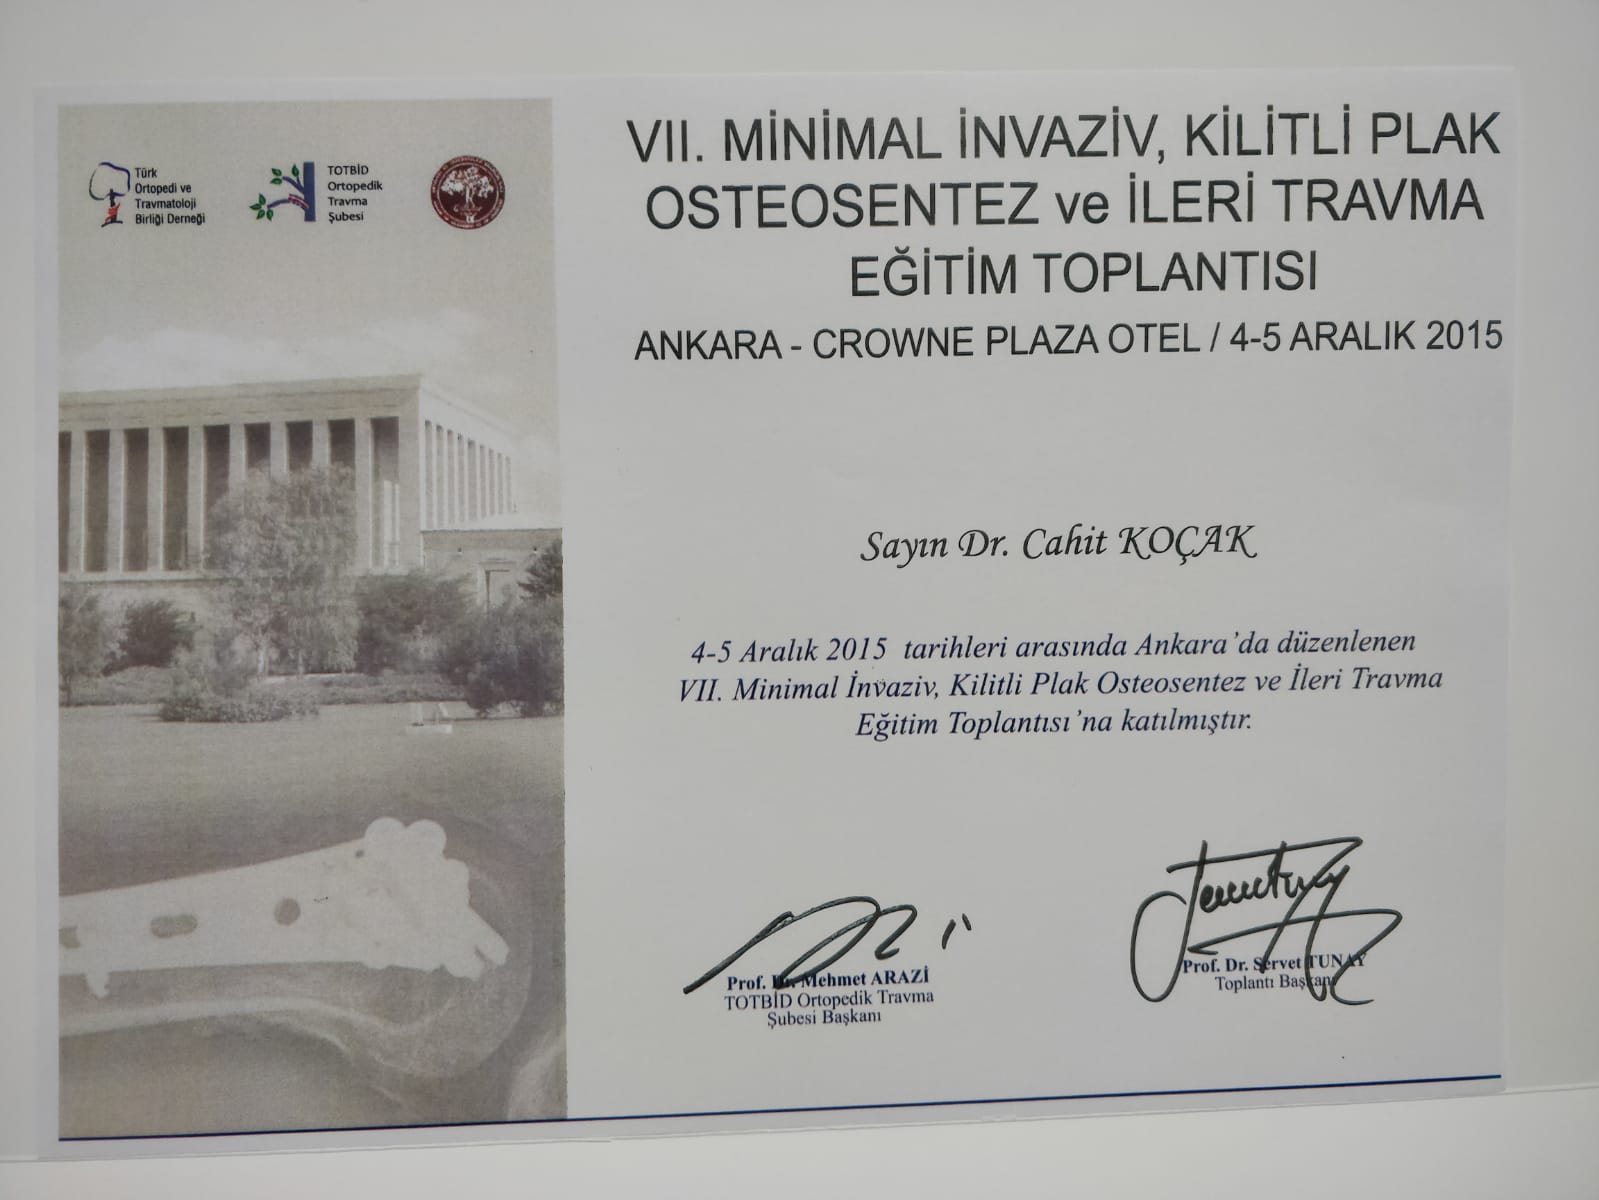 Türk
Ortopedi ve
Travmatoloji
Birliği Derneği
TOTBİD
Ortopedik
Travma
Şubesi
VII. MİNİMAL İNVAZİV, KİLİTLİ PLAK
OSTEOSENTEZ ve İLERİ TRAVMA
EĞİTİM TOPLANTISI
ANKARA - CROWNE PLAZA OTEL / 4-5 ARALIK 2015
Sayın Dr. Cahit KOÇAK
4-5 Aralık 2015 tarihleri arasında Ankara'da düzenlenen
VII. Minimal İnvaziv, Kilitli Plak Osteosentez ve İleri Travma
Eğitim Toplantısı'na katılmıştır.
Prof. Dr. Mehmet ARAZİ
TOTBİD Ortopedik Travma
Şubesi Başkanı
Prof. Dr. Servet TUNAY
Toplantı Başkanı